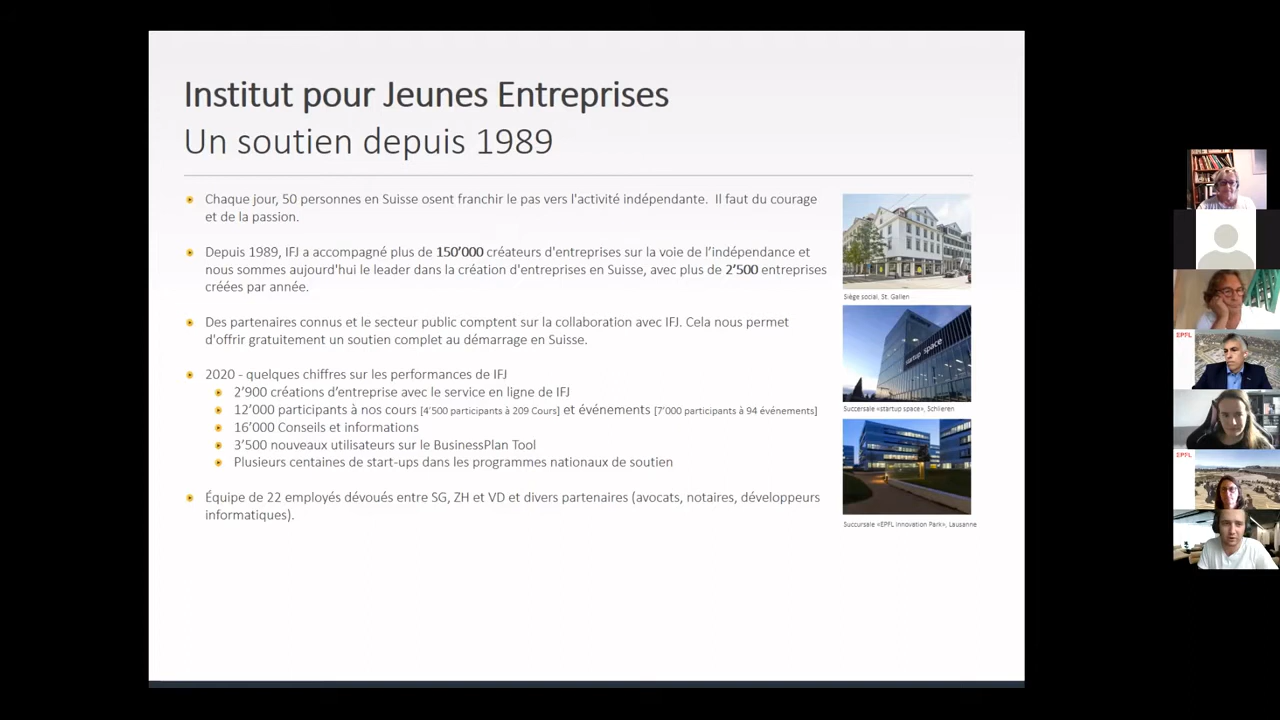 Institut pour Jeunes Entreprises
Un soutien depuis 1989
Chaque jour, 50 personnes en Suisse osent franchir le pas vers l'activité indépendante. Il faut du courage
et de la passion.
Depuis 1989, IFJ a accompagné plus de 150’000 créateurs d'entreprises sur la voie de l’indépendance et
nous sommes aujourd'hui le leader dans la création d'entreprises en Suisse, avec plus de 2’500 entreprises
créées par année.
Des partenaires connus et le secteur public comptent sur la collaboration avec IFJ. Cela nous permet
d'offrir gratuitement un soutien complet au démarrage en Suisse.
2020 - quelques chiffres sur les performances de IFJ
2’900 créations d’entreprise avec le service en ligne de IFJ
12’000 participants à nos cours [4’500 participants à 209 Cours] et événements [7’000 participants à 94 événements]
16’000 Conseils et informations
3’500 nouveaux utilisateurs sur le BusinessPlan Tool
Plusieurs centaines de start-ups dans les programmes nationaux de soutien
Équipe de 22 employés dévoués entre SG, ZH et VD et divers partenaires (avocats, notaires, développeurs
informatiques).
Siège social, St. Gallen
startup space
Succersale «startup space», Schlieren
Succursale «EPFL Innovation Park», Lausanne
EPFL
EPFL